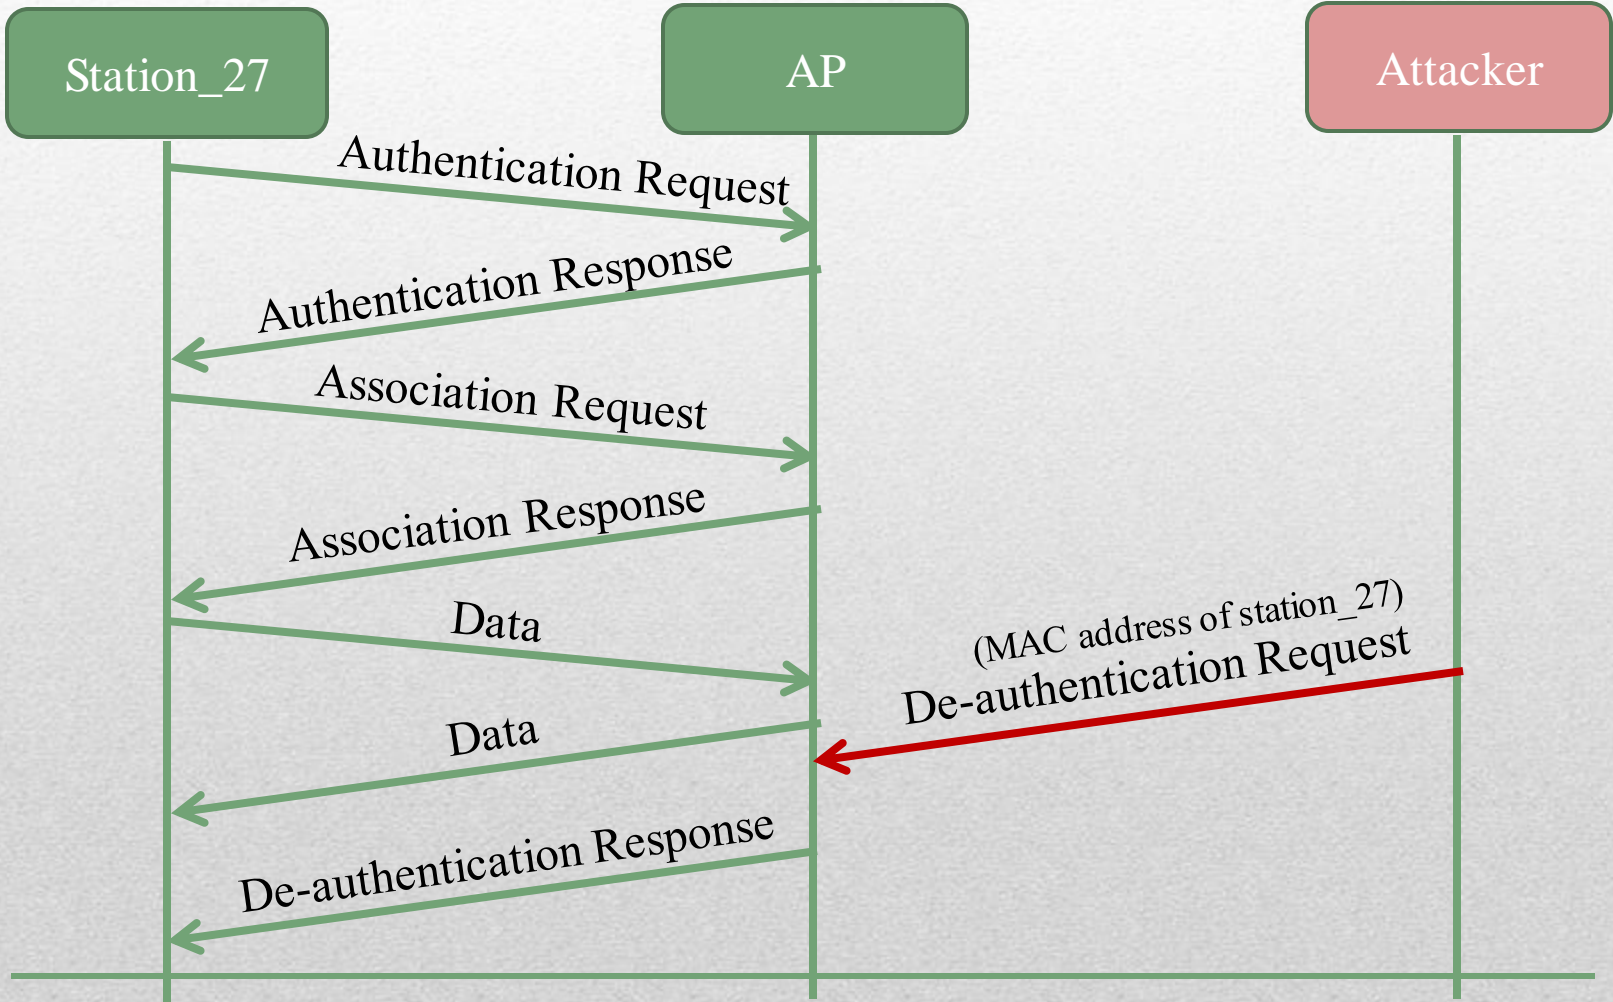 Station_27
AP
Attacker
Authentication Request
Authentication Response
Association Request
Association Response
Data
(MAC address of station_27)
De-authentication Request
Data
De-authentication Response